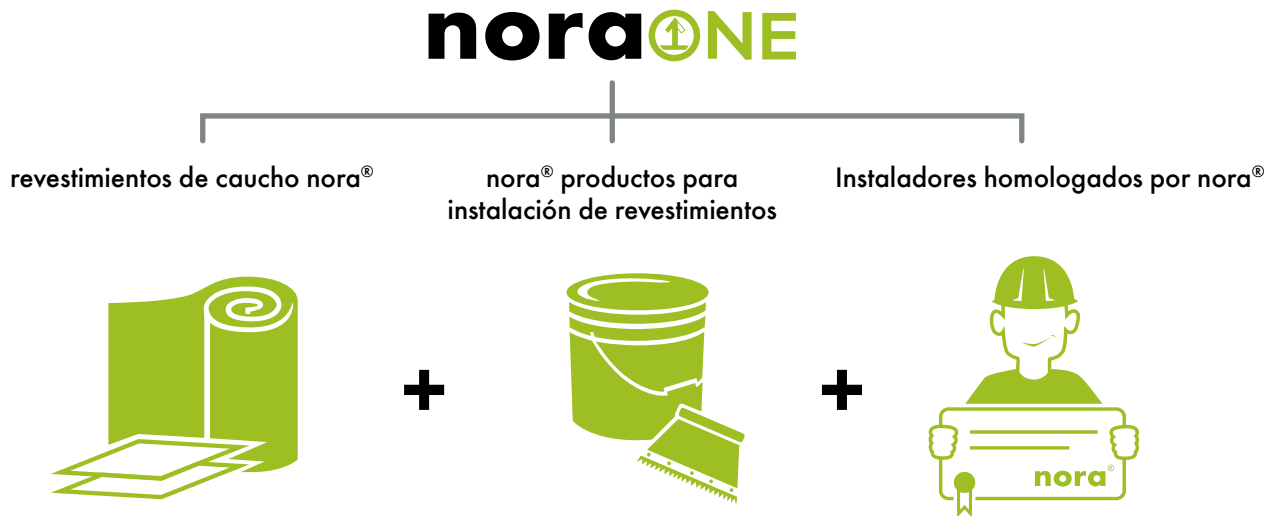 noraONE
revestimientos de caucho nora®
nora® productos para
instalación de revestimientos
Instaladores homologados por nora®
+
+
nora®